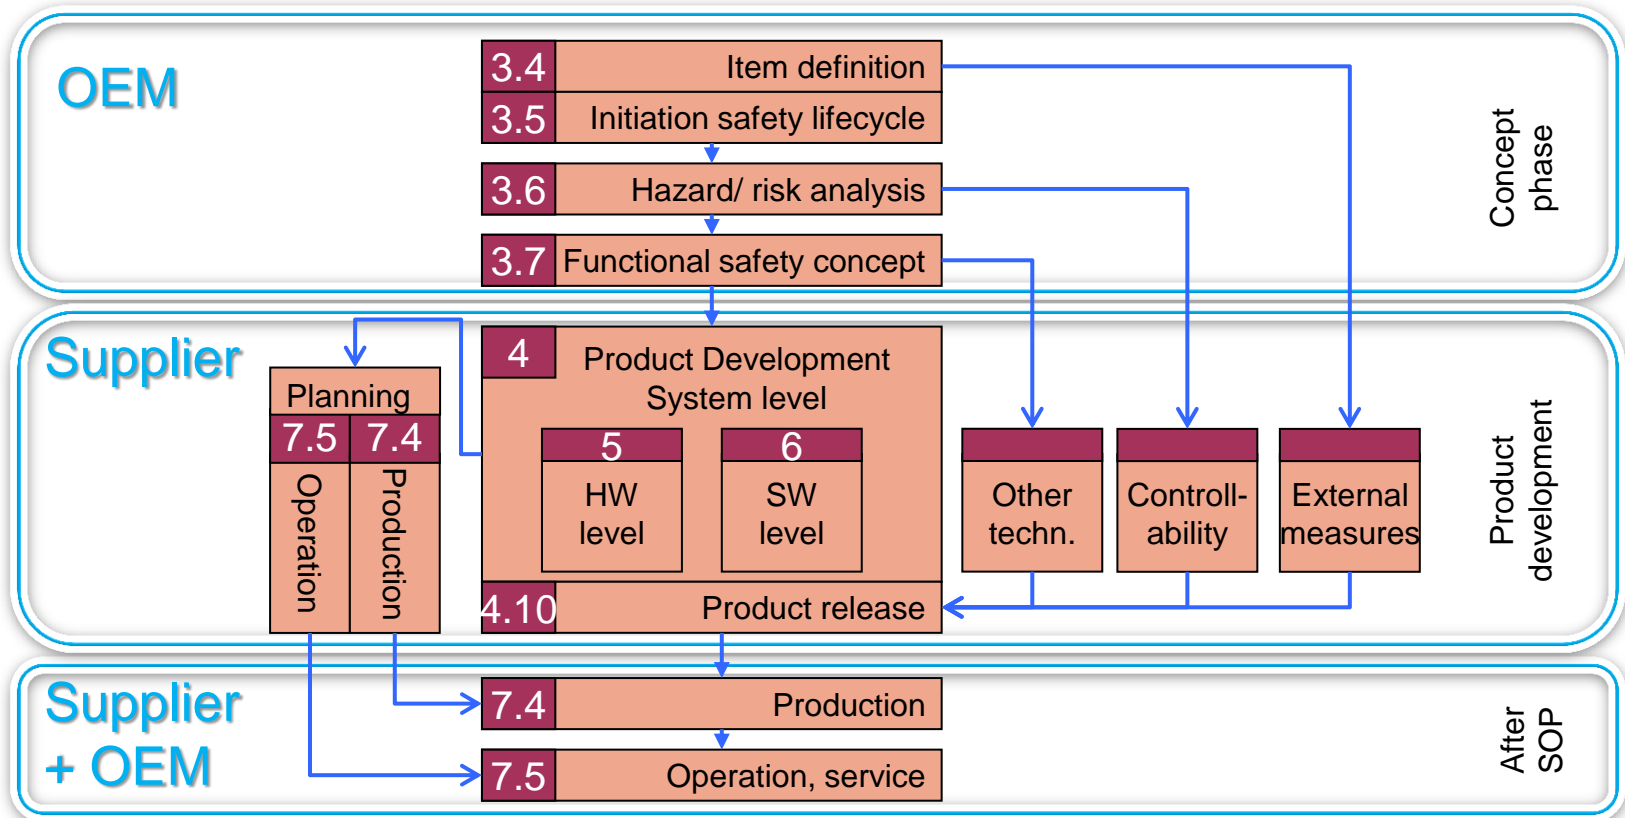 OEM
3.4 Item definition
3.5 Initiation safety lifecycle
3.6 Hazard/ risk analysis
3.7 Functional safety concept
Concept
phase
Supplier
Planning
7.5 7.4
Operation
Production
4
Product Development
System level
5
HW
level
6
SW
level
4.10 Product release
Other
techn.
Controll-
ability
External
measures
Product
development
Supplier
+ OEM
7.4 Production
7.5 Operation, service
After
SOP